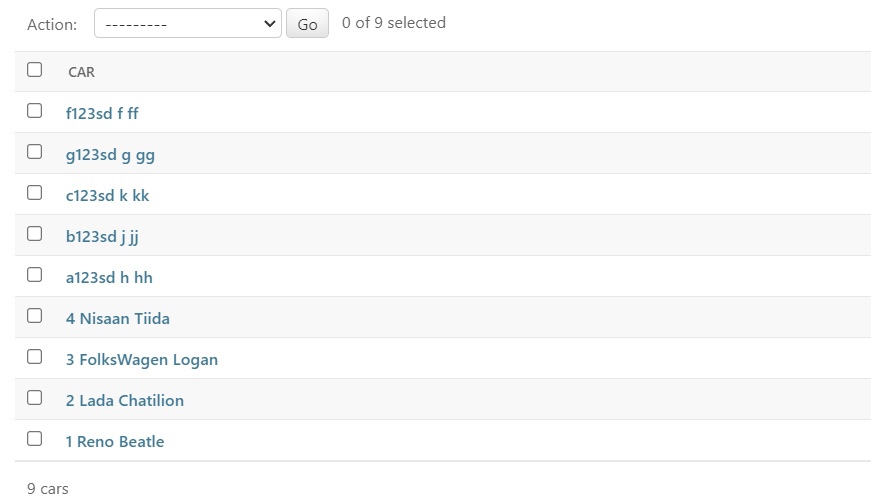 Action: --------- Go 0 of 9 selected
CAR
f123sd f ff
g123sd g gg
c123sd k kk
b123sd j jj
a123sd h hh
4 Nisaan Tiida
3 FolksWagen Logan
2 Lada Chatilion
1 Reno Beatle
9 cars